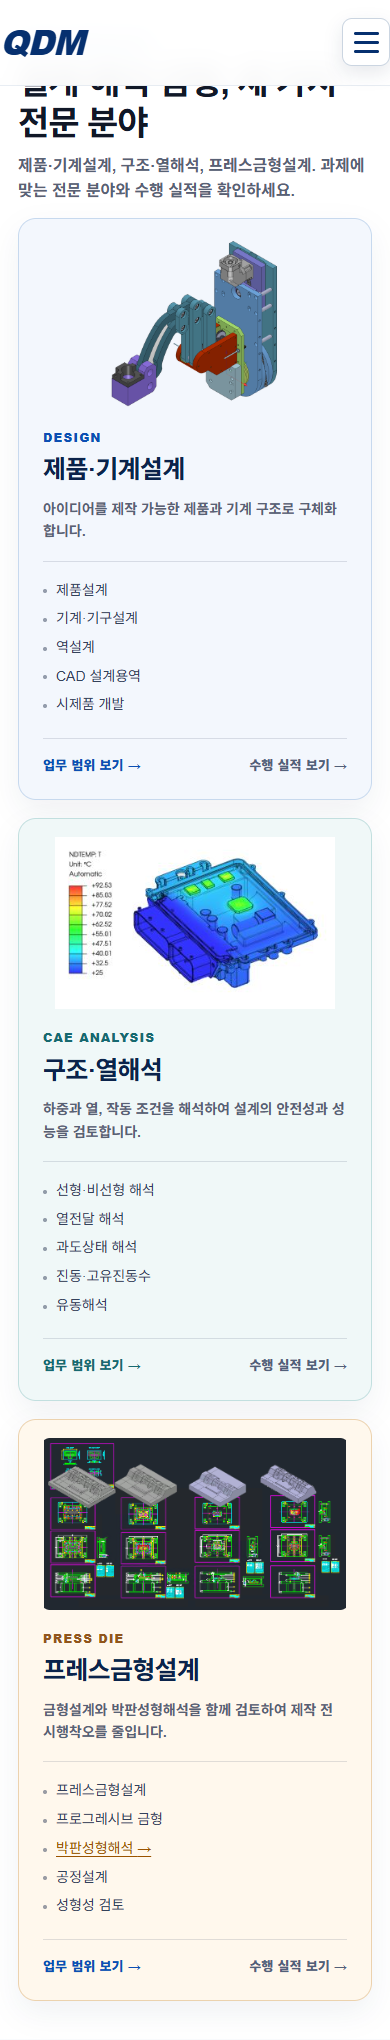 QDM
전문 분야
제품·기계설계, 구조·열해석, 프레스금형설계. 과제에
맞는 전문 분야와 수행 실적을 확인하세요.
DESIGN
제품·기계설계
아이디어를 제작 가능한 제품과 기계 구조로 구체화
합니다.
제품설계
기계·기구설계
역설계
CAD 설계용역
시제품 개발
업무 범위 보기 →
수행 실적 보기 →
NDTEMP. T
Unit: °C
Automatic
+92.53
+85.03
+77.52
+70.02
+62.52
+55.01
+47.51
+40.01
+32.5
+25
CAE ANALYSIS
구조·열해석
하중과 열, 작동 조건을 해석하여 설계의 안전성과 성
능을 검토합니다.
선형·비선형 해석
열전달 해석
과도상태 해석
진동·고유진동수
유동해석
업무 범위 보기 →
수행 실적 보기 →
PRESS DIE
프레스금형설계
금형설계와 박판성형해석을 함께 검토하여 제작 전
시행착오를 줄입니다.
프레스금형설계
프로그레시브 금형
박판성형해석 →
공정설계
성형성 검토
업무 범위 보기 →
수행 실적 보기 →